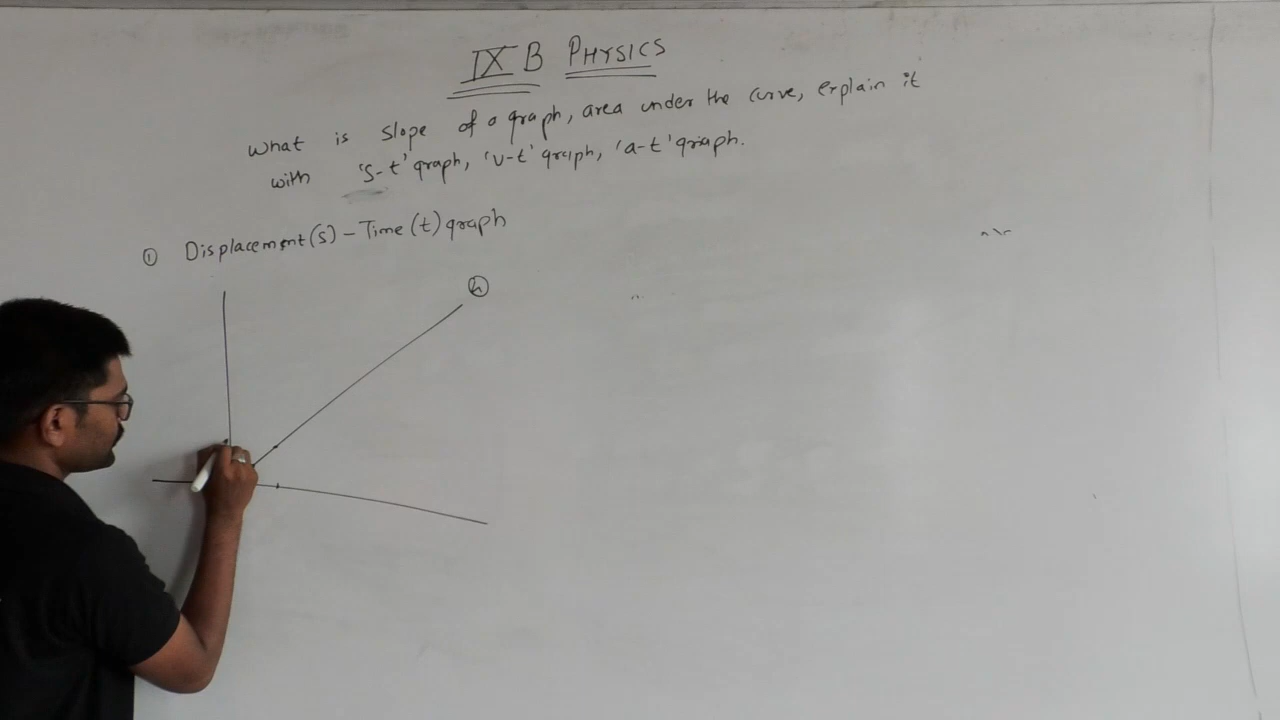 IX B PHYSICS
What is slope of a graph, area under the curve, explain it
with 's-t' graph, 'v-t' graph, 'a-t' graph.
① Displacement(s) – Time (t) graph